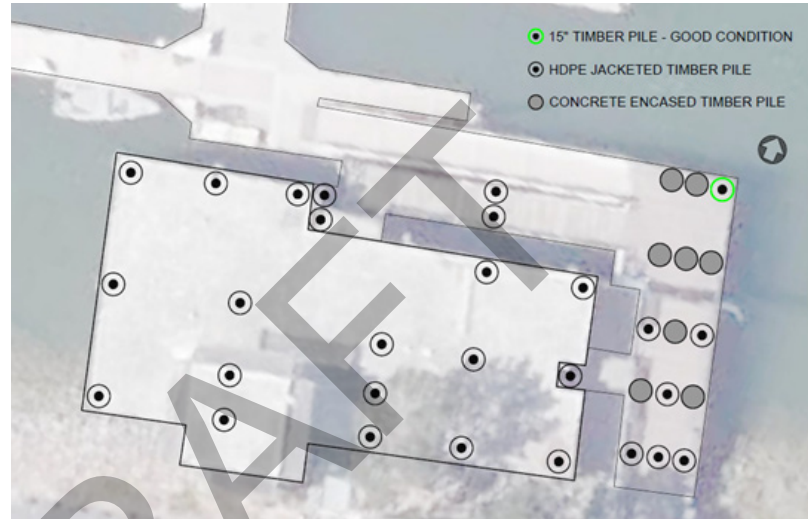 15" TIMBER PILE - GOOD CONDITION
HDPE JACKETED TIMBER PILE
CONCRETE ENCASED TIMBER PILE
DRAFT